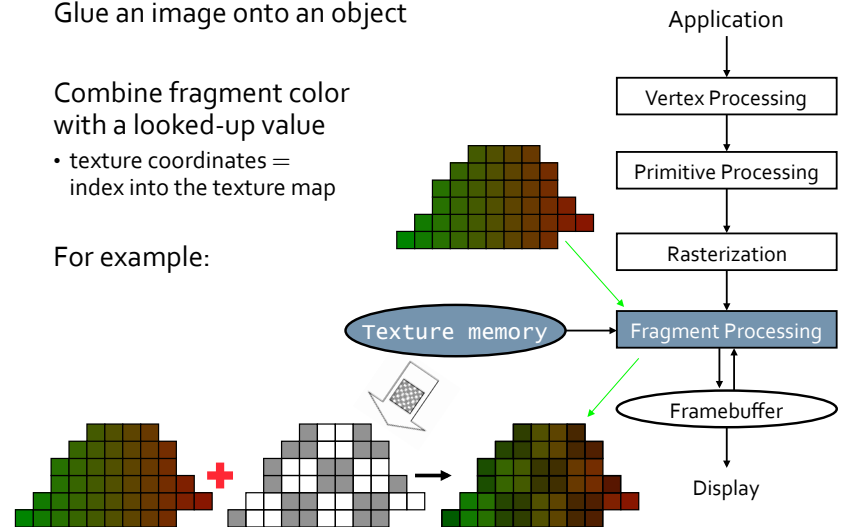 Glue an image onto an object
Combine fragment color
with a looked-up value
• texture coordinates =
index into the texture map
For example:
Application
Vertex Processing
Primitive Processing
Rasterization
Texture memory
Fragment Processing
Framebuffer
Display